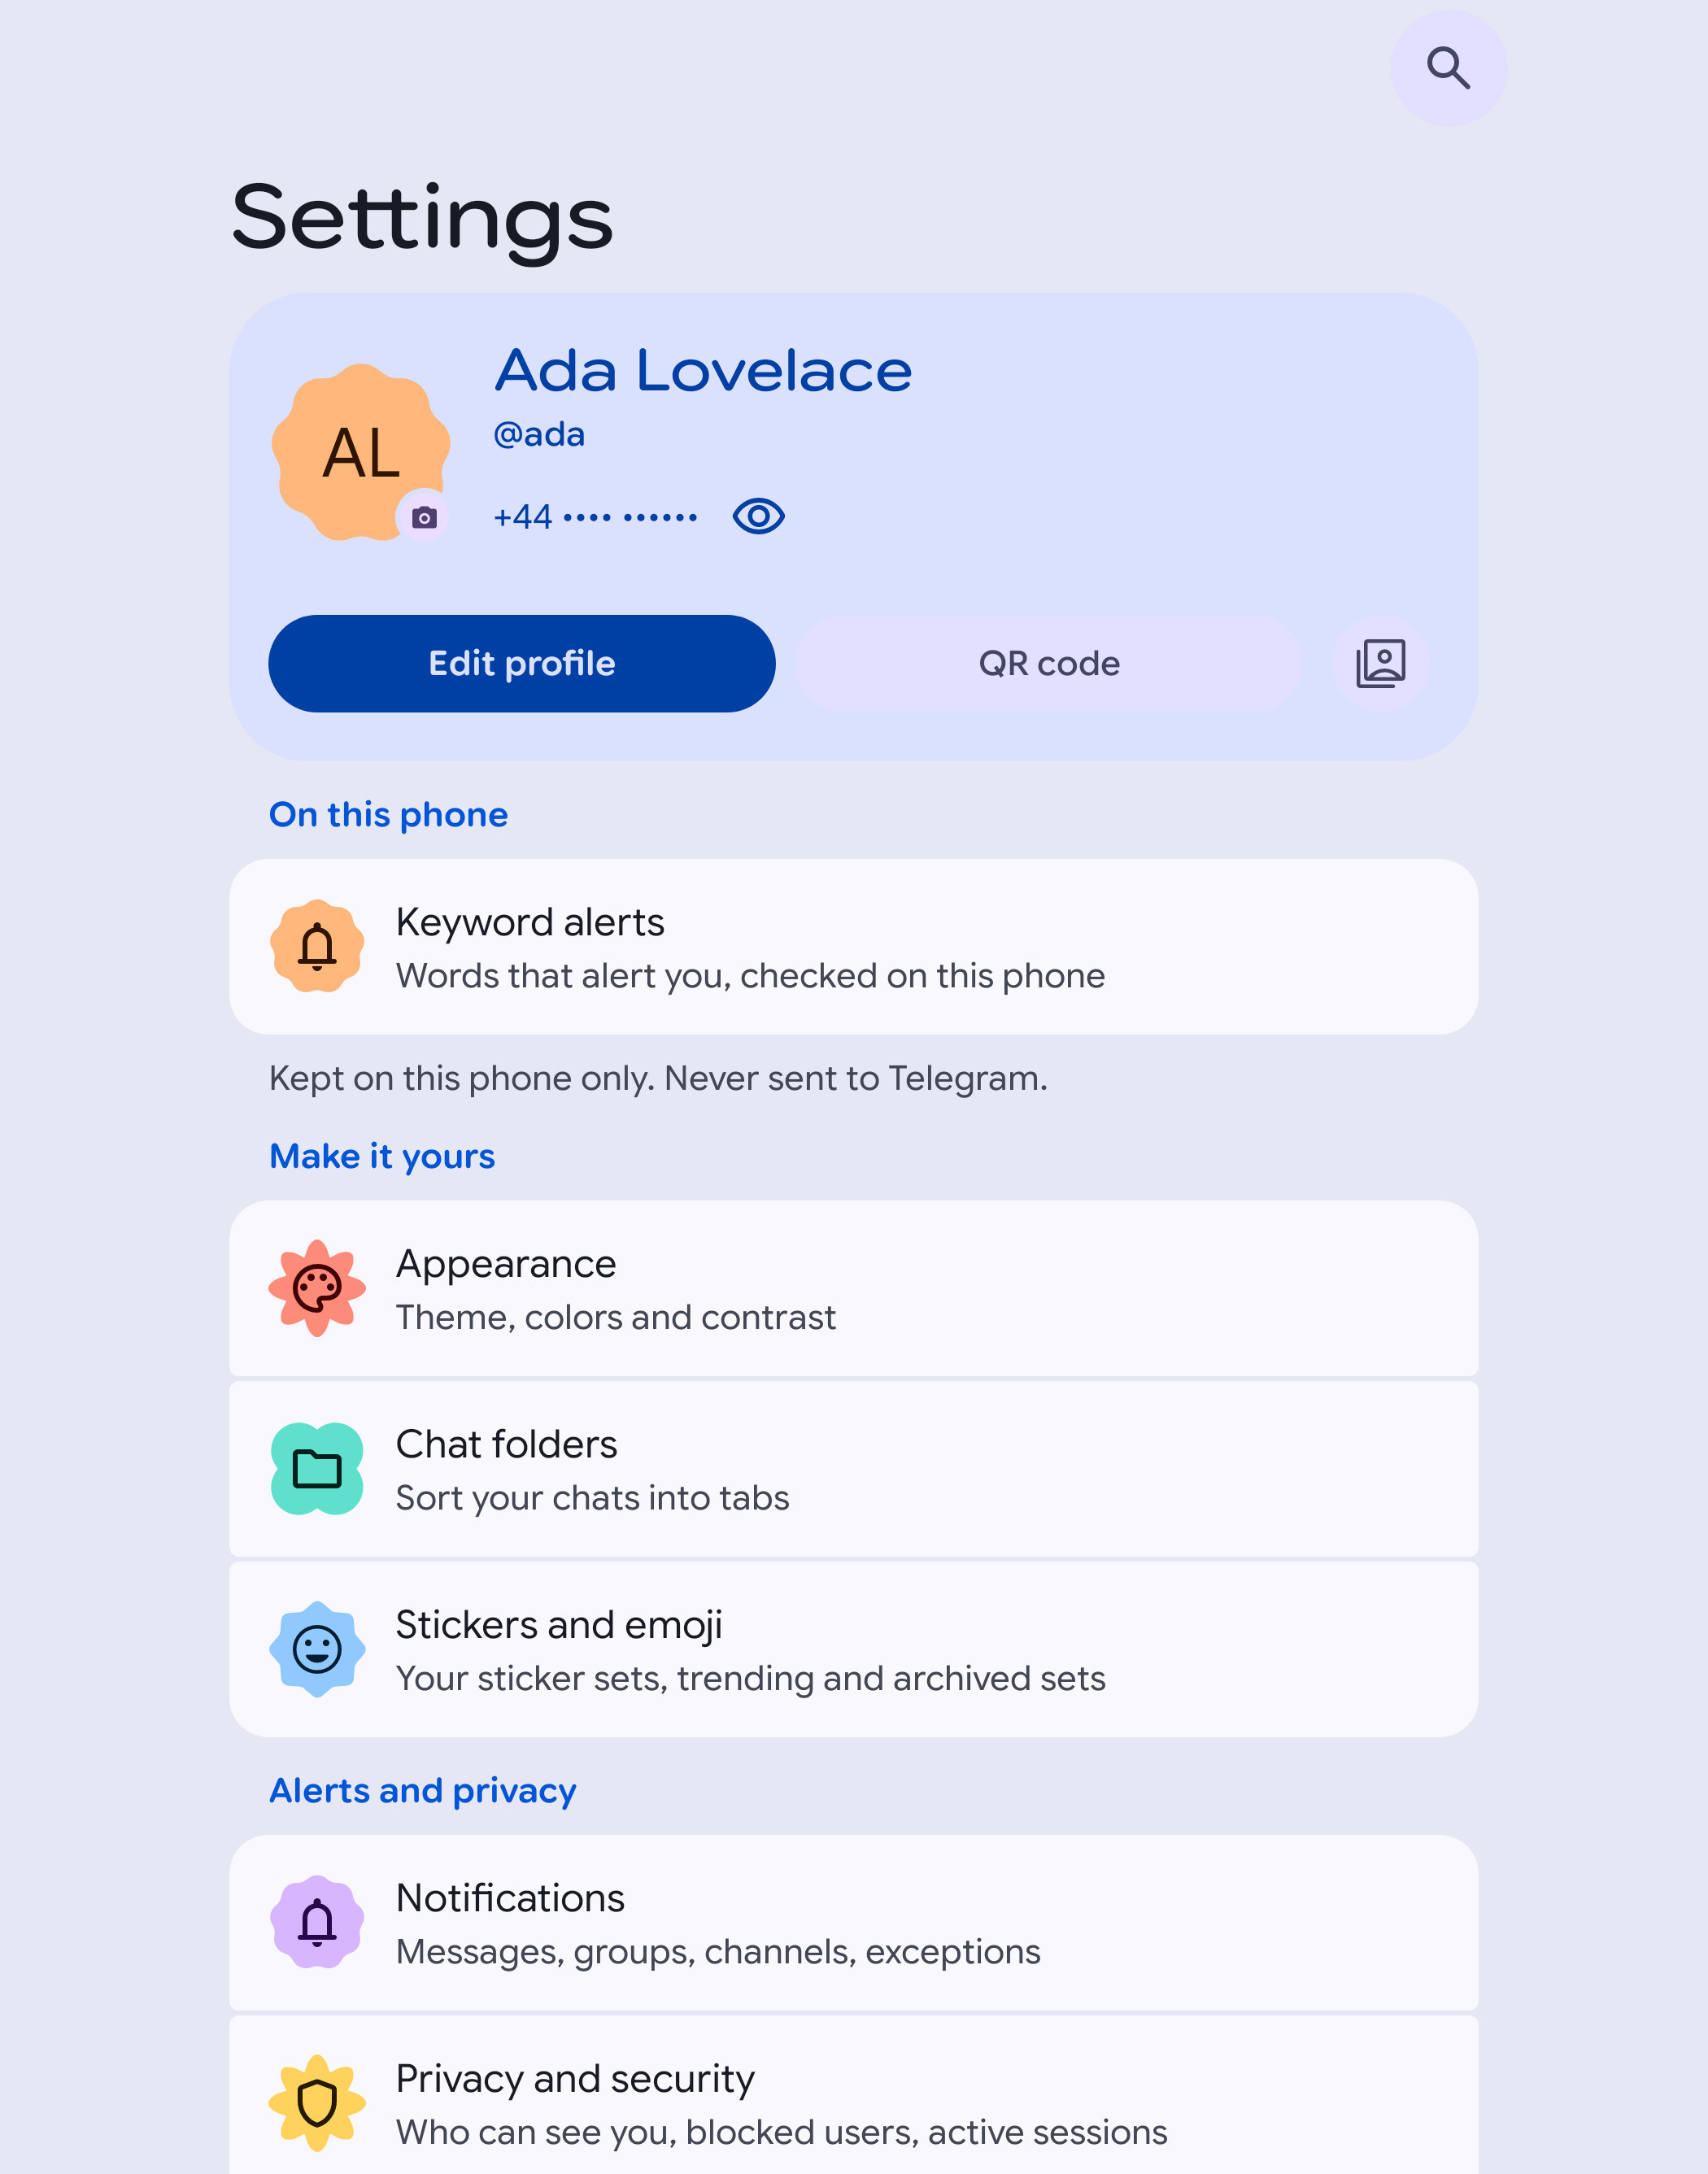 Settings
Ada Lovelace
@ada
AL
+44 •••• ••••••
Edit profile
QR code
On this phone
Keyword alerts
Words that alert you, checked on this phone
Kept on this phone only. Never sent to Telegram.
Make it yours
Appearance
Theme, colors and contrast
Chat folders
Sort your chats into tabs
Stickers and emoji
Your sticker sets, trending and archived sets
Alerts and privacy
Notifications
Messages, groups, channels, exceptions
Privacy and security
Who can see you, blocked users, active sessions